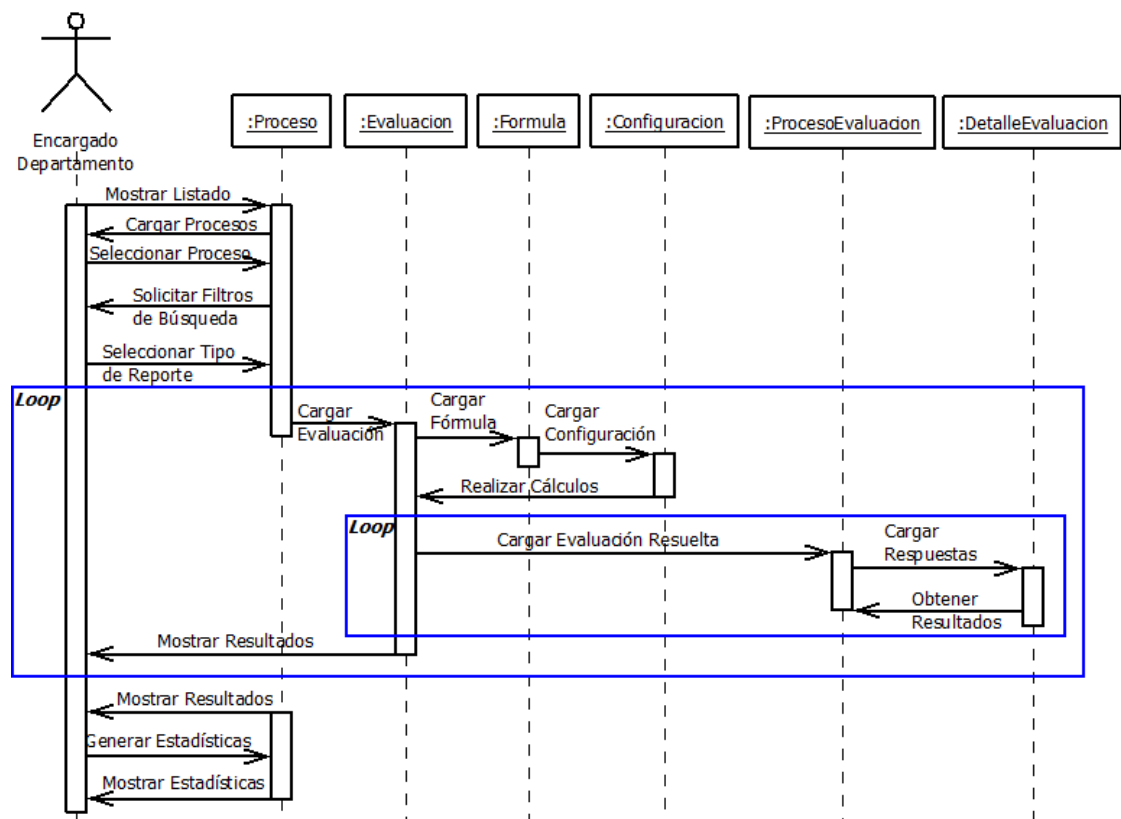 Encargado
Departamento
:Proceso
:Evaluacion
:Formula
:Configuracion
:ProcesoEvaluacion
:DetalleEvaluacion
Mostrar Listado
Cargar Procesos
Seleccionar Proceso
Solicitar Filtros
de Búsqueda
Seleccionar Tipo
de Reporte
Loop
Cargar
Evaluación
Cargar
Fórmula
Cargar
Configuración
Realizar Cálculos
Loop
Cargar Evaluación Resuelta
Cargar
Respuestas
Obtener
Resultados
Mostrar Resultados
Mostrar Resultados
Generar Estadísticas
Mostrar Estadísticas